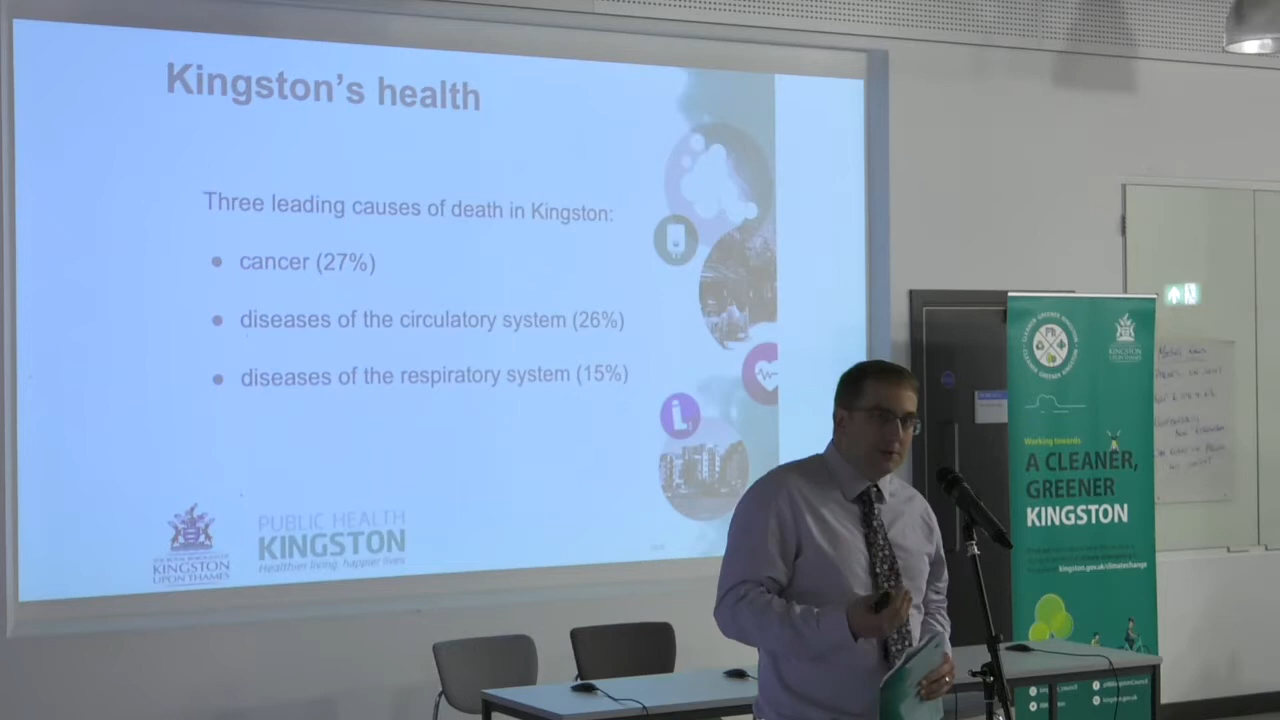 Kingston's health
Three leading causes of death in Kingston:
cancer (27%)
diseases of the circulatory system (26%)
diseases of the respiratory system (15%)
KINGSTON
UPON THAMES
PUBLIC HEALTH
KINGSTON
Healthier living, happier lives
Working towards
A CLEANER,
GREENER
KINGSTON
kingston.gov.uk/climatechange
kingston.gov.uk